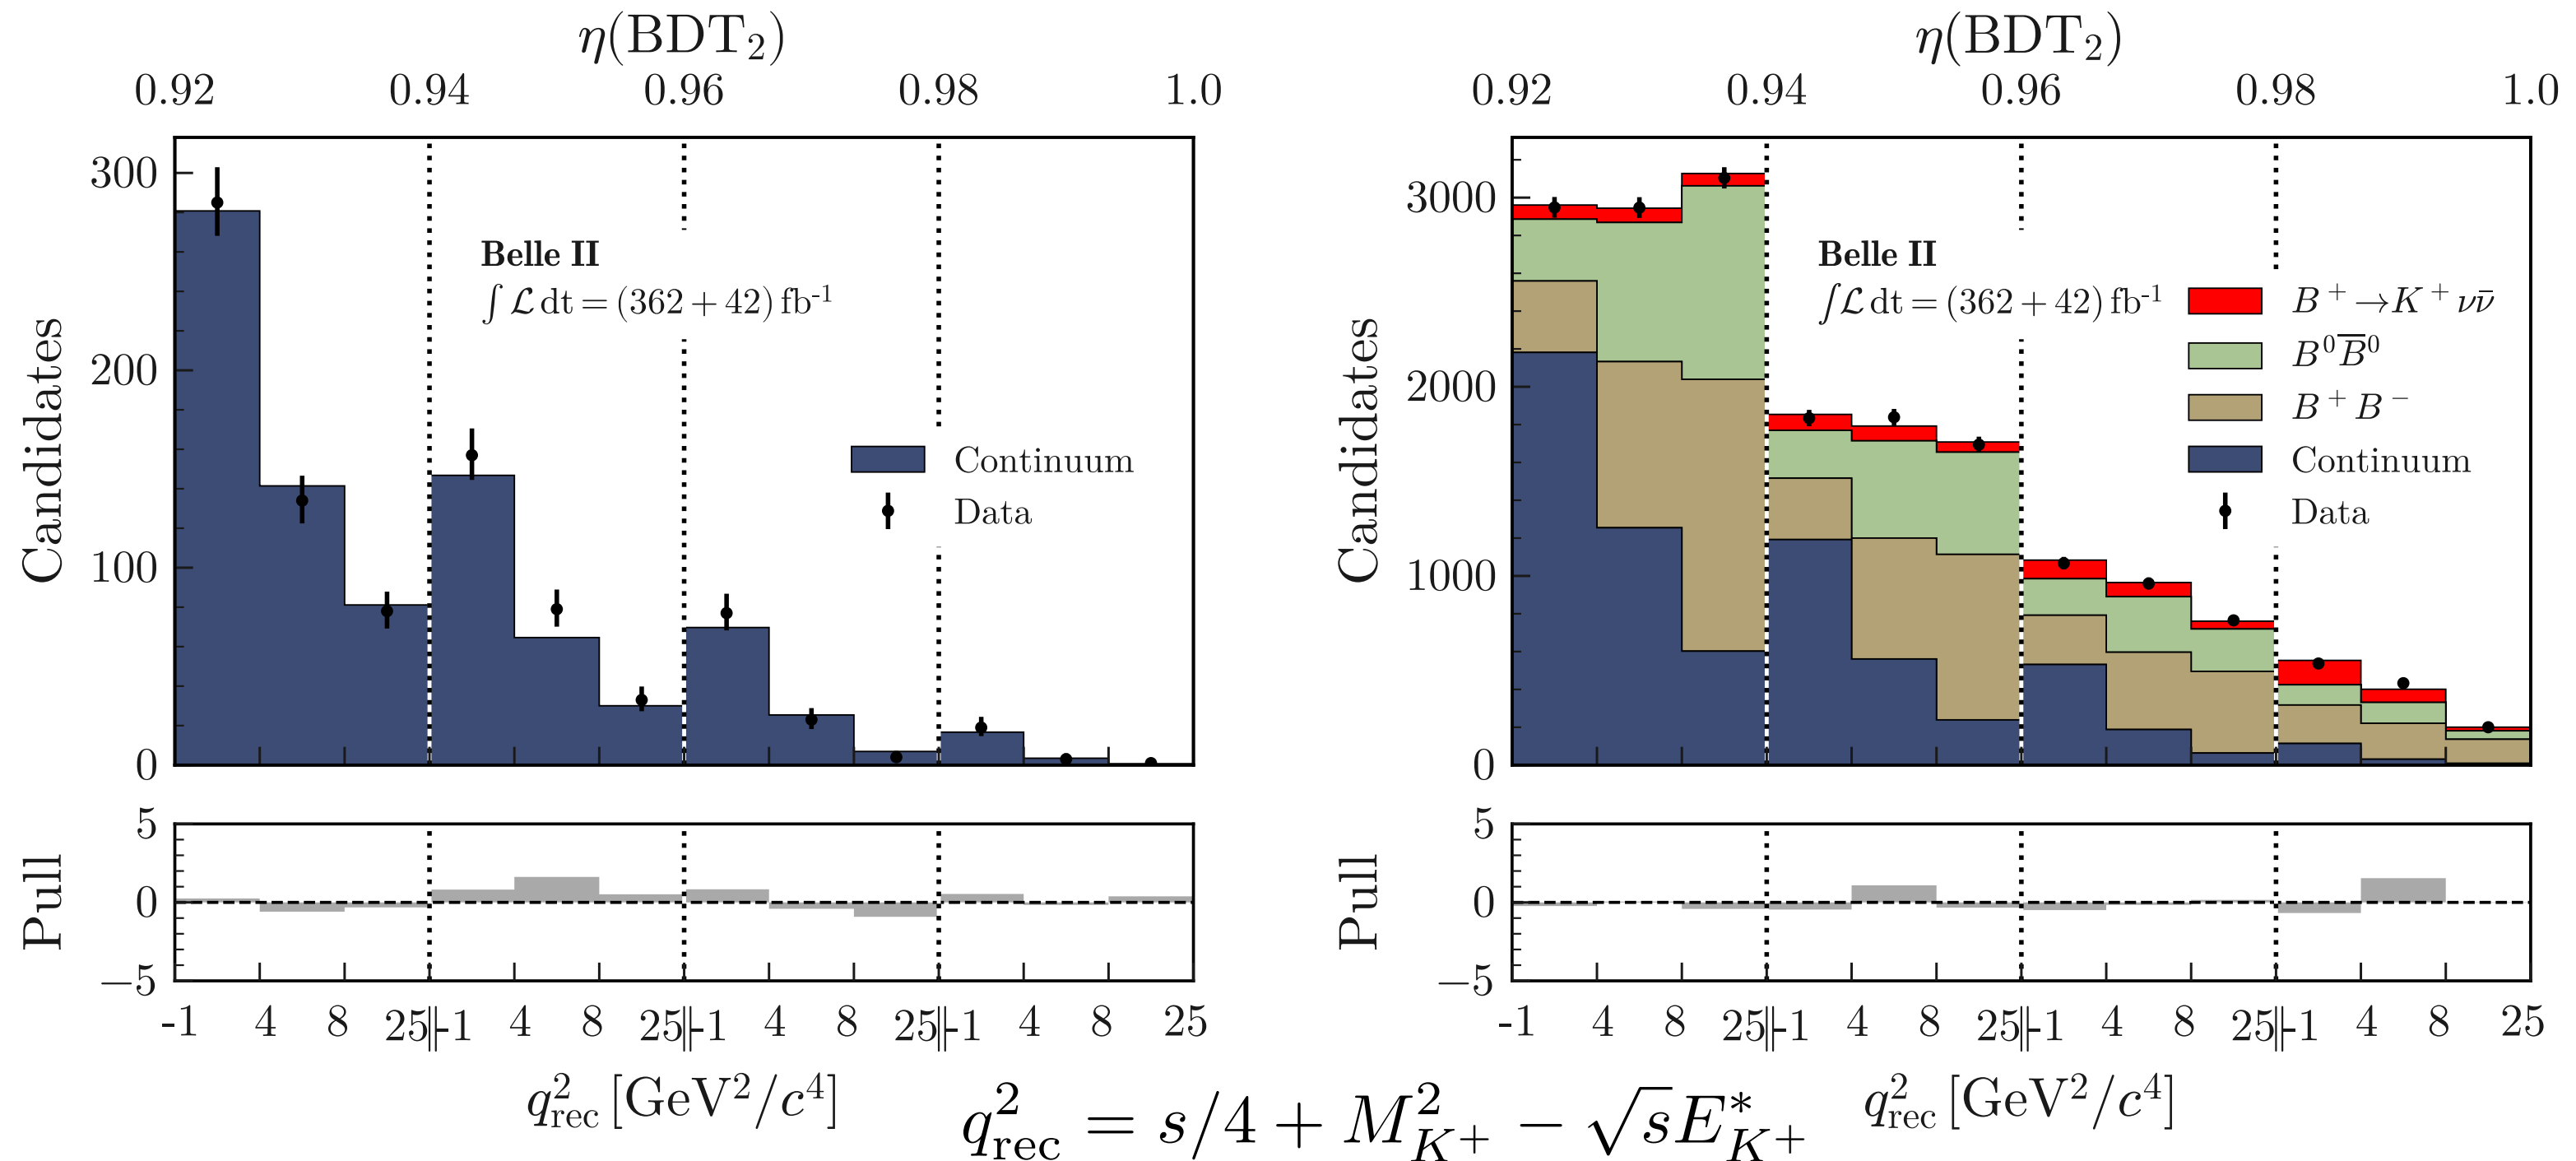 η(BDT₂)
0.92 0.94 0.96 0.98 1.0
300
200
100
0
Candidates
Belle II
∫ℒ dt = (362 + 42) fb⁻¹
Continuum
Data
5
0
−5
Pull
-1 4 8 25||-1 4 8 25||-1 4 8 25||-1 4 8 25
q²rec [GeV²/c⁴]
η(BDT₂)
0.92 0.94 0.96 0.98 1.0
3000
2000
1000
0
Candidates
Belle II
∫ℒ dt = (362 + 42) fb⁻¹
B⁺→K⁺νν̄
B⁰B̅⁰
B⁺B⁻
Continuum
Data
5
0
−5
Pull
-1 4 8 25||-1 4 8 25||-1 4 8 25||-1 4 8 25
q²rec [GeV²/c⁴]
q²rec = s/4 + M²K⁺ − √sE*K⁺